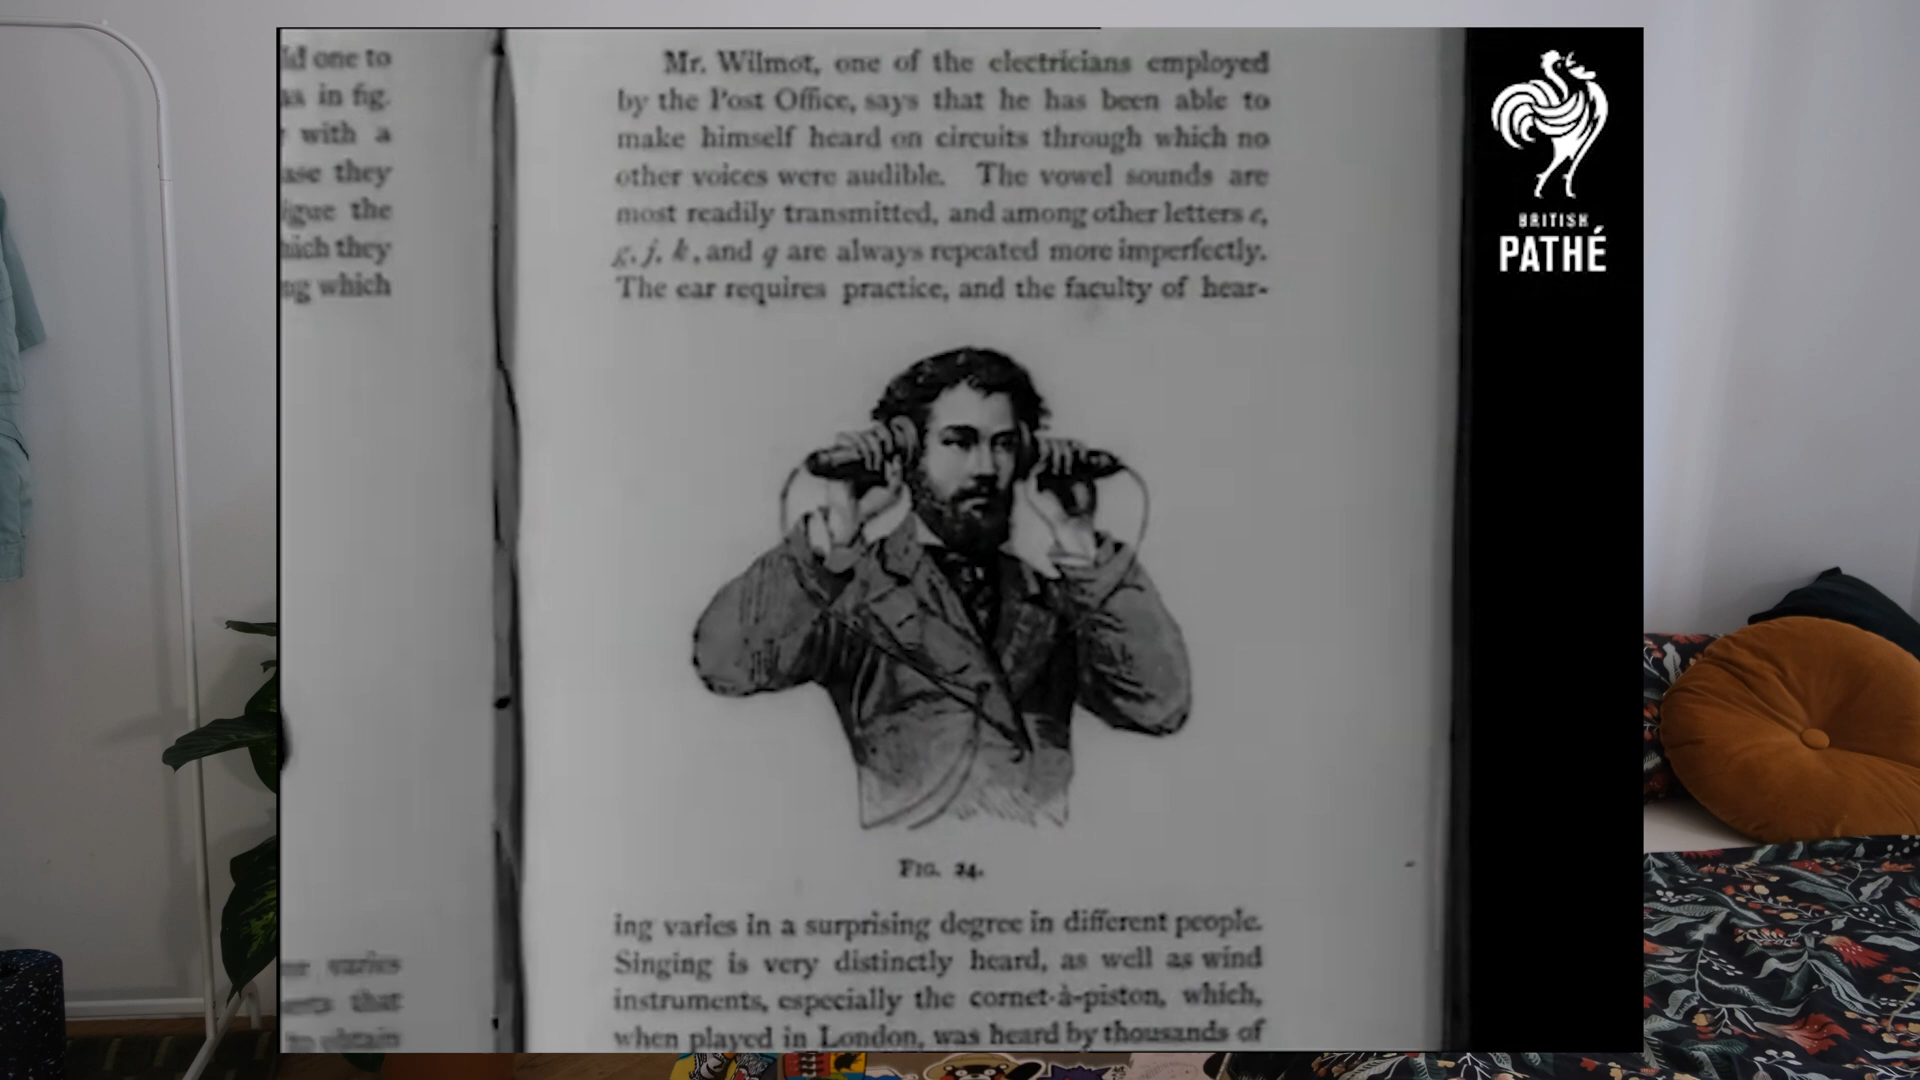 ld one to
as in fig.
with a
ase they
igue the
hich they
ng which
Mr. Wilmot, one of the electricians employed
by the Post Office, says that he has been able to
make himself heard on circuits through which no
other voices were audible. The vowel sounds are
most readily transmitted, and among other letters c,
g, j, k, and q are always repeated more imperfectly.
The ear requires practice, and the faculty of hear-
FIG. 24.
ing varies in a surprising degree in different people.
Singing is very distinctly heard, as well as wind
instruments, especially the cornet-à-piston, which,
when played in London, was heard by thousands of
varies
that
BRITISH
PATHÉ